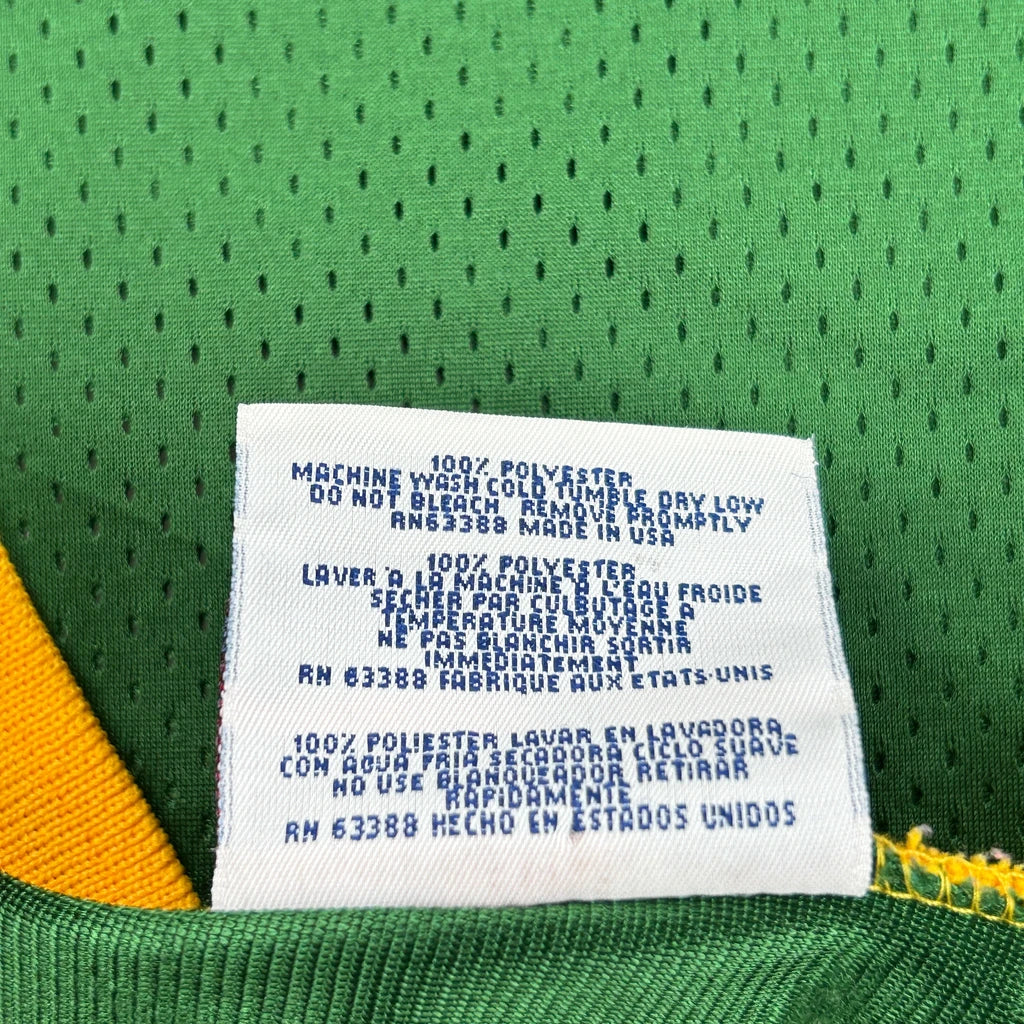 100% POLYESTER
MACHINE WASH COLD TUMBLE DRY LOW
DO NOT BLEACH REMOVE PROMPTLY
RN63388 MADE IN USA
100% POLYESTER
LAVER A LA MACHINE A L'EAU FROIDE
SECHER PAR CULBUTAGE A
TEMPERATURE MOYENNE
NE PAS BLANCHIR SORTIR
IMMEDIATEMENT
RN 63388 FABRIQUE AUX ETATS-UNIS
100% POLIESTER LAVAR EN LAVADORA
CON AGUA FRIA SECADORA CICLO SUAVE
NO USE BLANQUEADOR RETIRAR
RAPIDAMENTE
RN 63388 HECHO EN ESTADOS UNIDOS